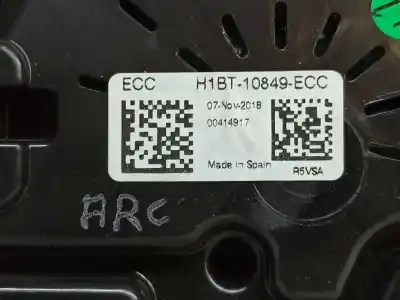 ECC H1BT-10849-ECC
07-Nov-2018
00414917
Made in Spain
R5VSA
ARC